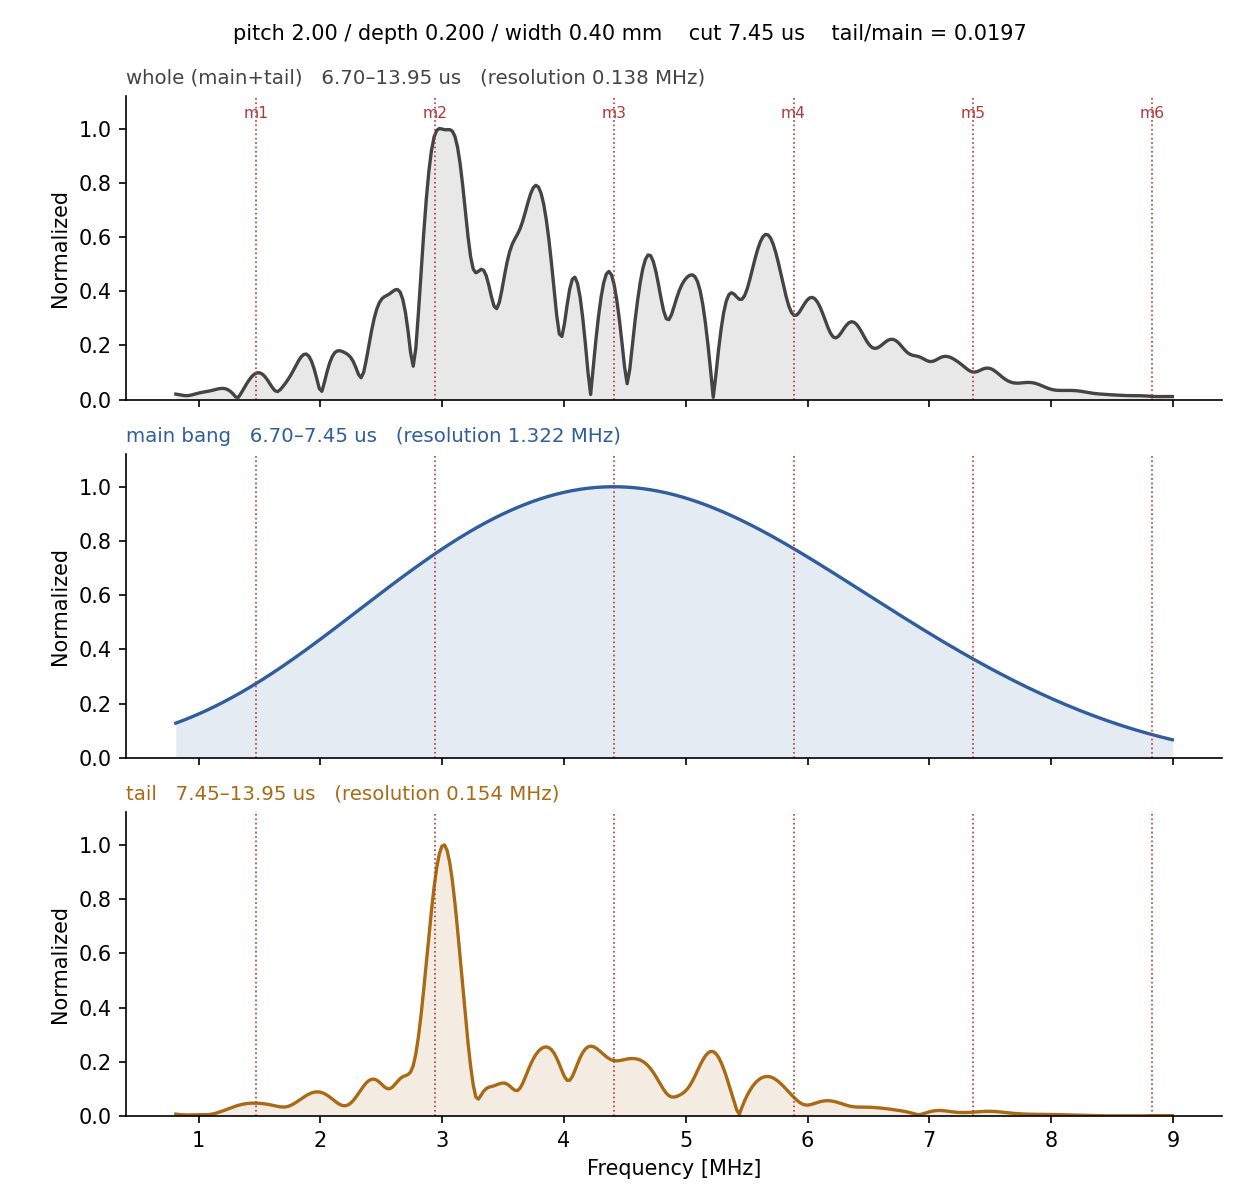 pitch 2.00 / depth 0.200 / width 0.40 mm    cut 7.45 us    tail/main = 0.0197
whole (main+tail)   6.70–13.95 us   (resolution 0.138 MHz)
m1 m2 m3 m4 m5 m6
Normalized
1.0
0.8
0.6
0.4
0.2
0.0
main bang   6.70–7.45 us   (resolution 1.322 MHz)
Normalized
1.0
0.8
0.6
0.4
0.2
0.0
tail   7.45–13.95 us   (resolution 0.154 MHz)
Normalized
1.0
0.8
0.6
0.4
0.2
0.0
1 2 3 4 5 6 7 8 9
Frequency [MHz]